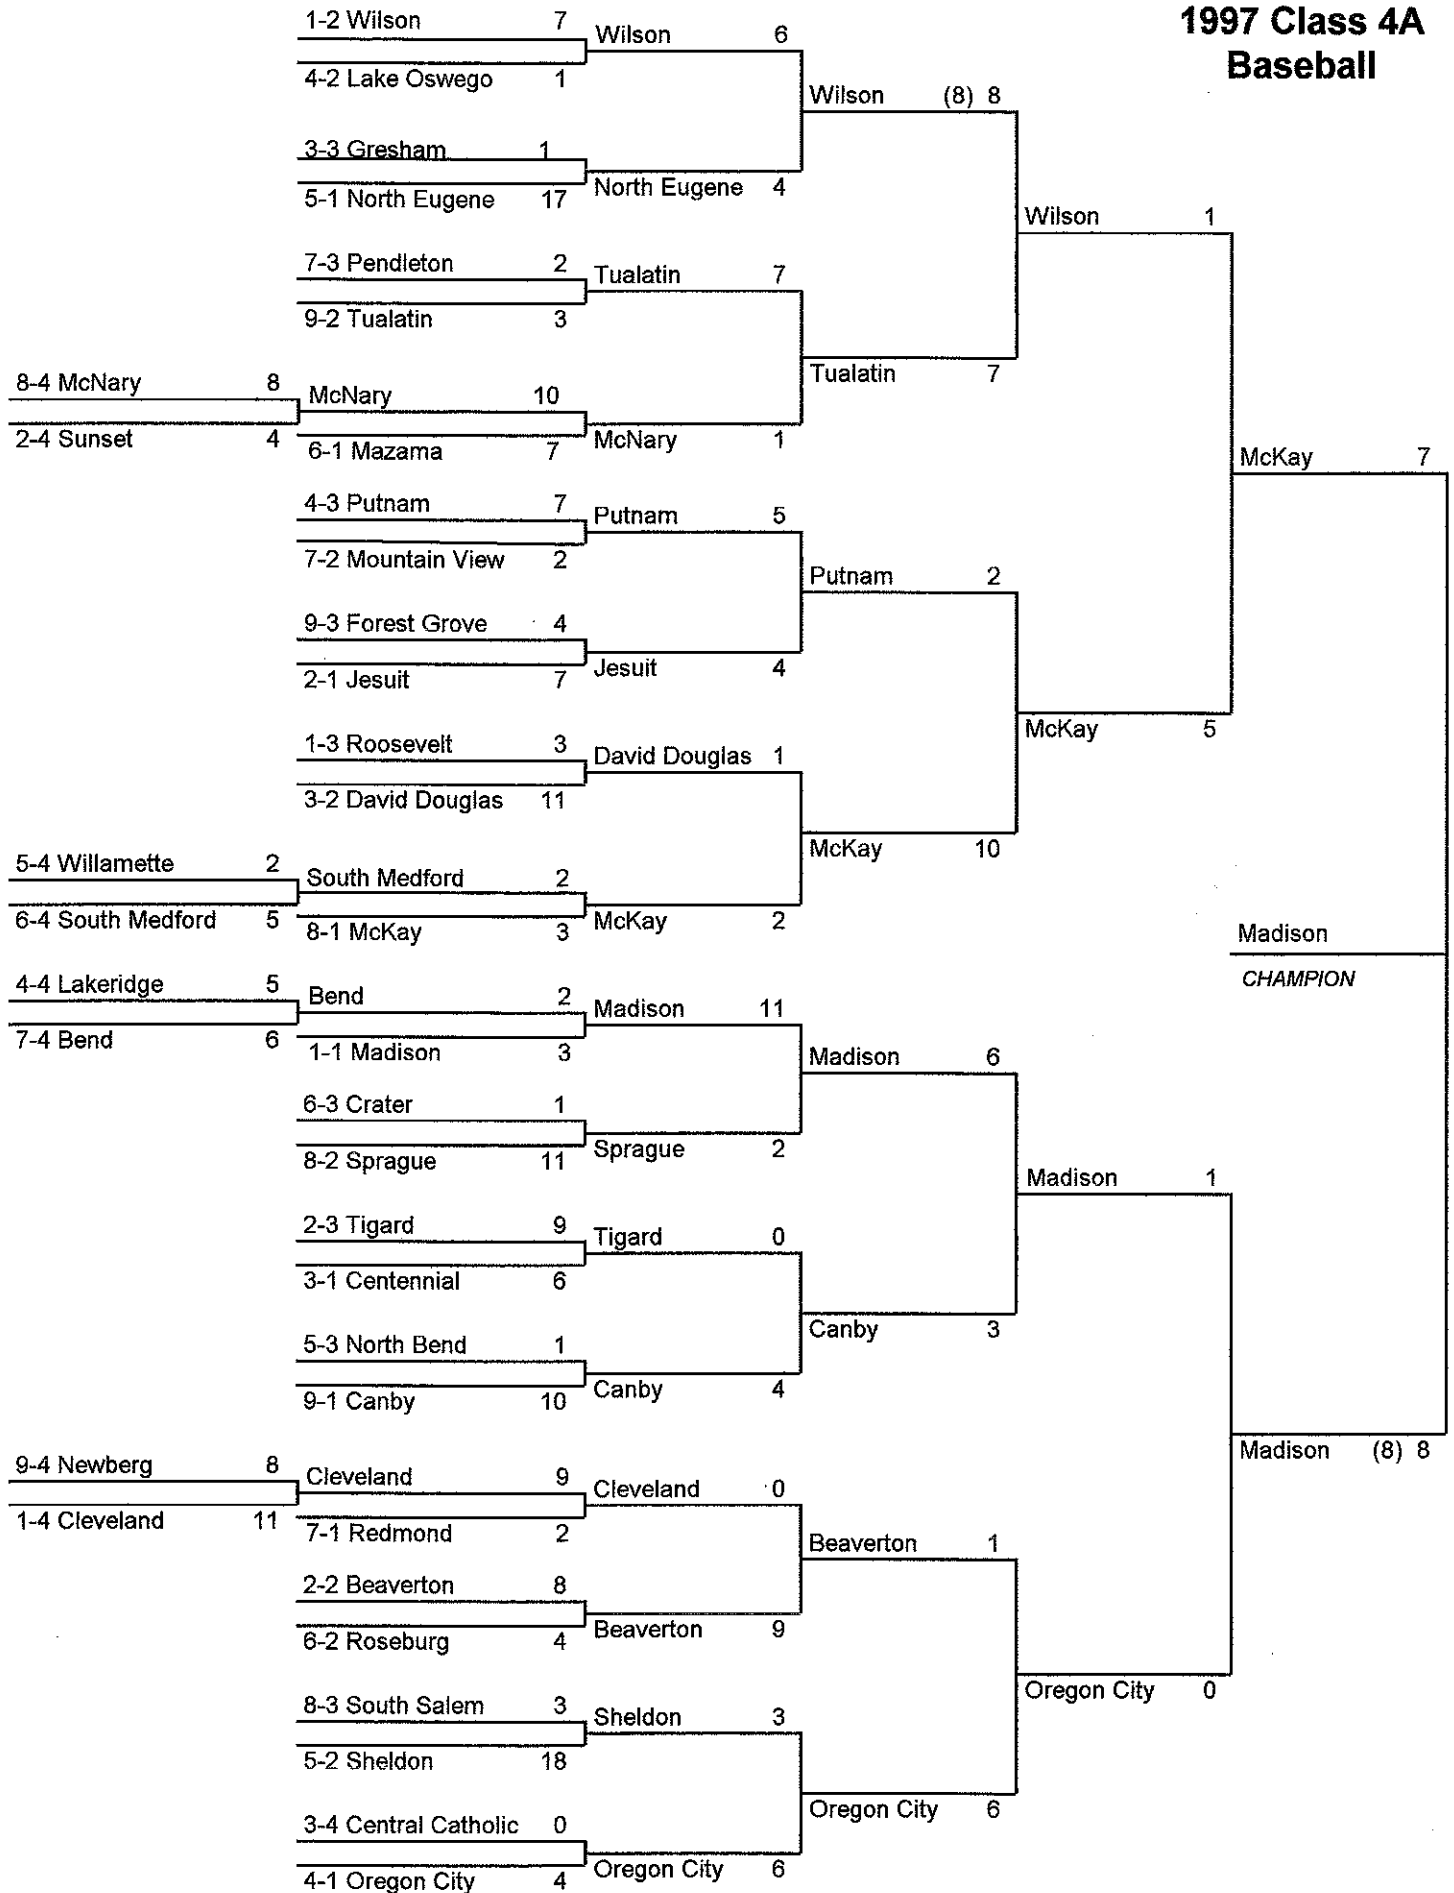 1997 Class 4A
Baseball
8-4 McNary 8
2-4 Sunset 4
5-4 Willamette 2
6-4 South Medford 5
4-4 Lakeridge 5
7-4 Bend 6
9-4 Newberg 8
1-4 Cleveland 11
1-2 Wilson 7
4-2 Lake Oswego 1
3-3 Gresham 1
5-1 North Eugene 17
7-3 Pendleton 2
9-2 Tualatin 3
McNary 10
6-1 Mazama 7
4-3 Putnam 7
7-2 Mountain View 2
9-3 Forest Grove 4
2-1 Jesuit 7
1-3 Roosevelt 3
3-2 David Douglas 11
South Medford 2
8-1 McKay 3
Bend 2
1-1 Madison 3
6-3 Crater 1
8-2 Sprague 11
2-3 Tigard 9
3-1 Centennial 6
5-3 North Bend 1
9-1 Canby 10
Cleveland 9
7-1 Redmond 2
2-2 Beaverton 8
6-2 Roseburg 4
8-3 South Salem 3
5-2 Sheldon 18
3-4 Central Catholic 0
4-1 Oregon City 4
Wilson 6
North Eugene 4
Tualatin 7
McNary 1
Putnam 5
Jesuit 4
David Douglas 1
McKay 2
Madison 11
Sprague 2
Tigard 0
Canby 4
Cleveland 0
Beaverton 9
Sheldon 3
Oregon City 6
Wilson (8) 8
Tualatin 7
Putnam 2
McKay 10
Madison 6
Canby 3
Beaverton 1
Oregon City 6
Wilson 1
McKay 5
Madison 1
Oregon City 0
McKay 7
Madison (8) 8
Madison
CHAMPION